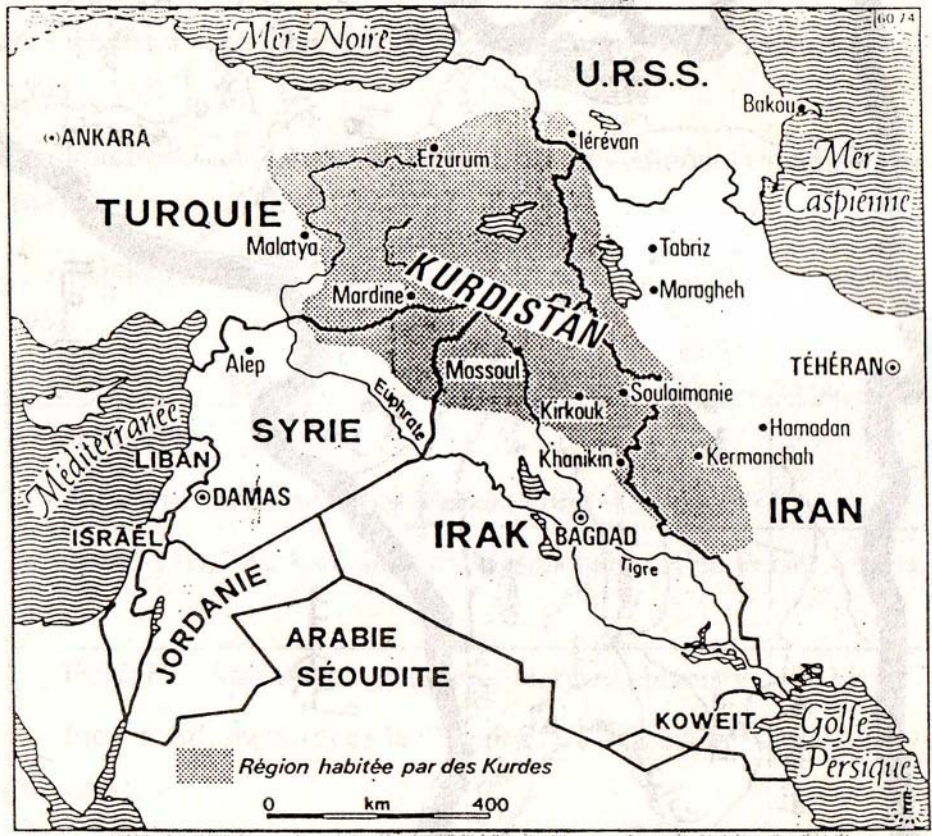 60 74
Mer Noire
U.R.S.S.
Bakou
ANKARA
Erzurum
Iérévan
Mer
Caspienne
TURQUIE
Malatya
Tabriz
KURDISTAN
Mardine
Maragheh
Alep
Mossoul
TÉHÉRAN
Soulaimanie
Kirkouk
Euphrate
Méditerranée
SYRIE
Hamadan
LIBAN
Khanikin
Kermanchah
DAMAS
IRAN
ISRAËL
IRAK
BAGDAD
Tigre
JORDANIE
ARABIE
SÉOUDITE
KOWEIT
Golfe
Persique
Région habitée par des Kurdes
0 km 400